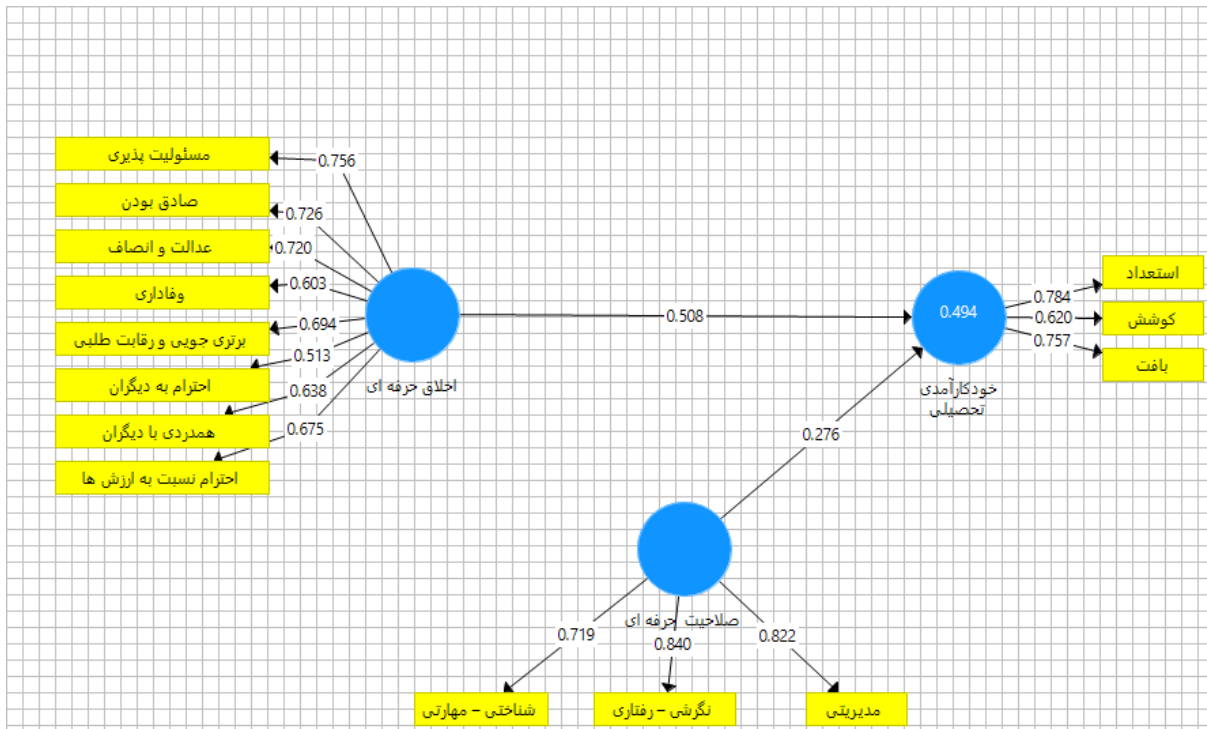 مسئولیت پذیری
0.756
صادق بودن
0.726
عدالت و انصاف
0.720
وفاداری
0.603
برتری جویی و رقابت طلبی
0.694
احترام به دیگران
0.513
همدردی با دیگران
0.638
احترام نسبت به ارزش ها
0.675
اخلاق حرفه ای
0.508
0.494
خودکارآمدی
تحصیلی
استعداد
0.784
کوشش
0.620
بافت
0.757
0.276
صلاحیت حرفه ای
0.719
0.840
0.822
شناختی – مهارتی
نگرشی – رفتاری
مدیریتی